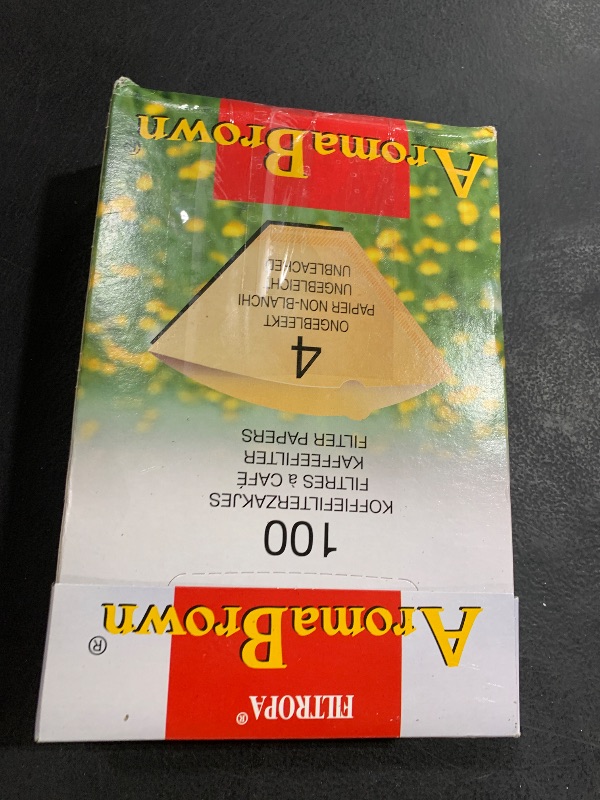 FILTROPA®
AromaBrown®
100
KOFFIEFILTERZAKJES
FILTRES à CAFÉ
KAFFEEFILTER
FILTER PAPERS
4
ONGEBLEEKT
PAPIER NON-BLANCHI
UNGEBLEICHT
UNBLEACHED
AromaBrown®